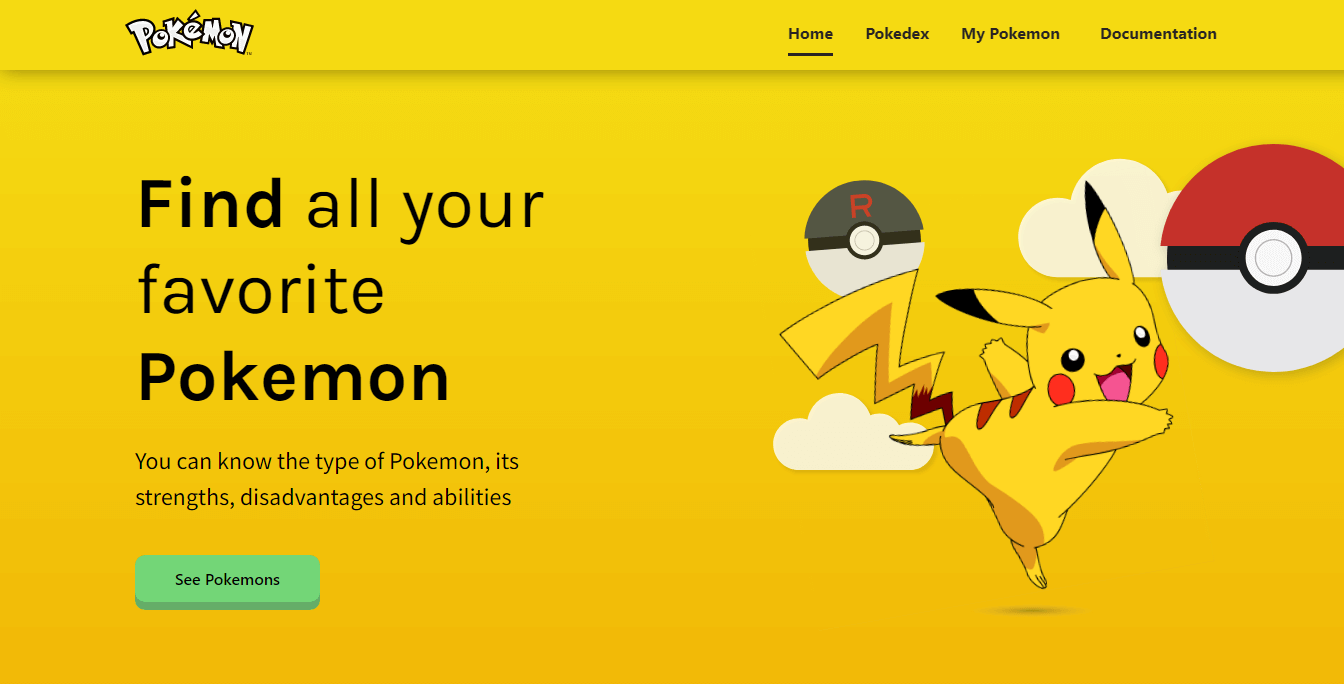 POKéMON
Home Pokedex My Pokemon Documentation
Find all your
favorite
Pokemon
R
You can know the type of Pokemon, its
strengths, disadvantages and abilities
See Pokemons